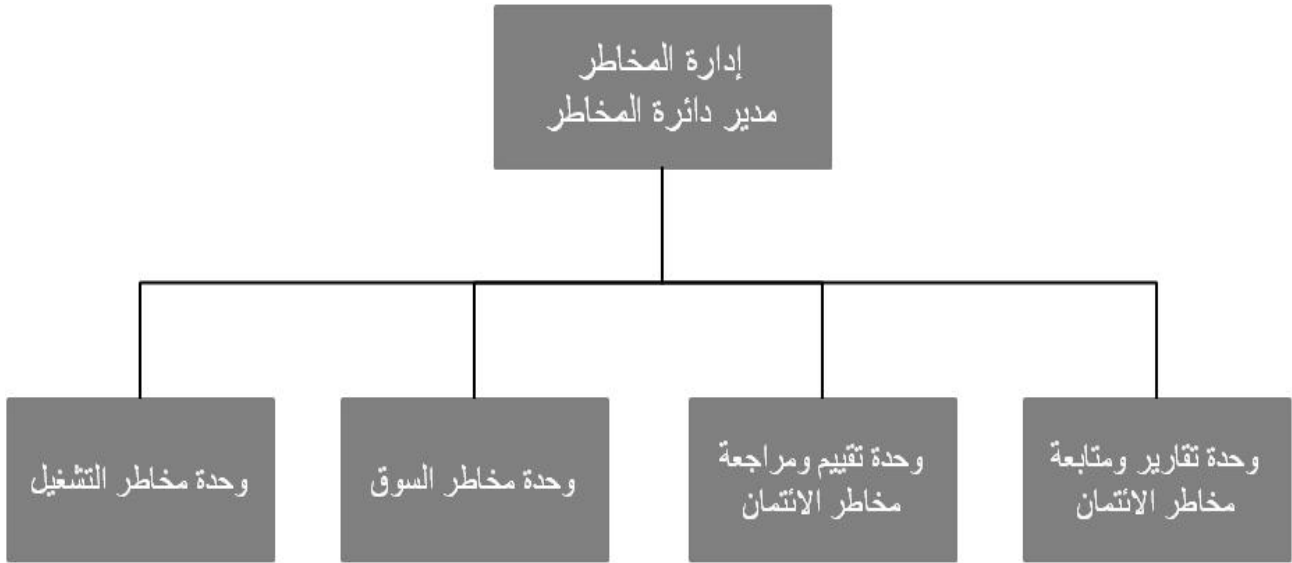 إدارة المخاطر
مدير دائرة المخاطر
وحدة تقارير ومتابعة
مخاطر الائتمان
وحدة تقييم ومراجعة
مخاطر الائتمان
وحدة مخاطر السوق
وحدة مخاطر التشغيل